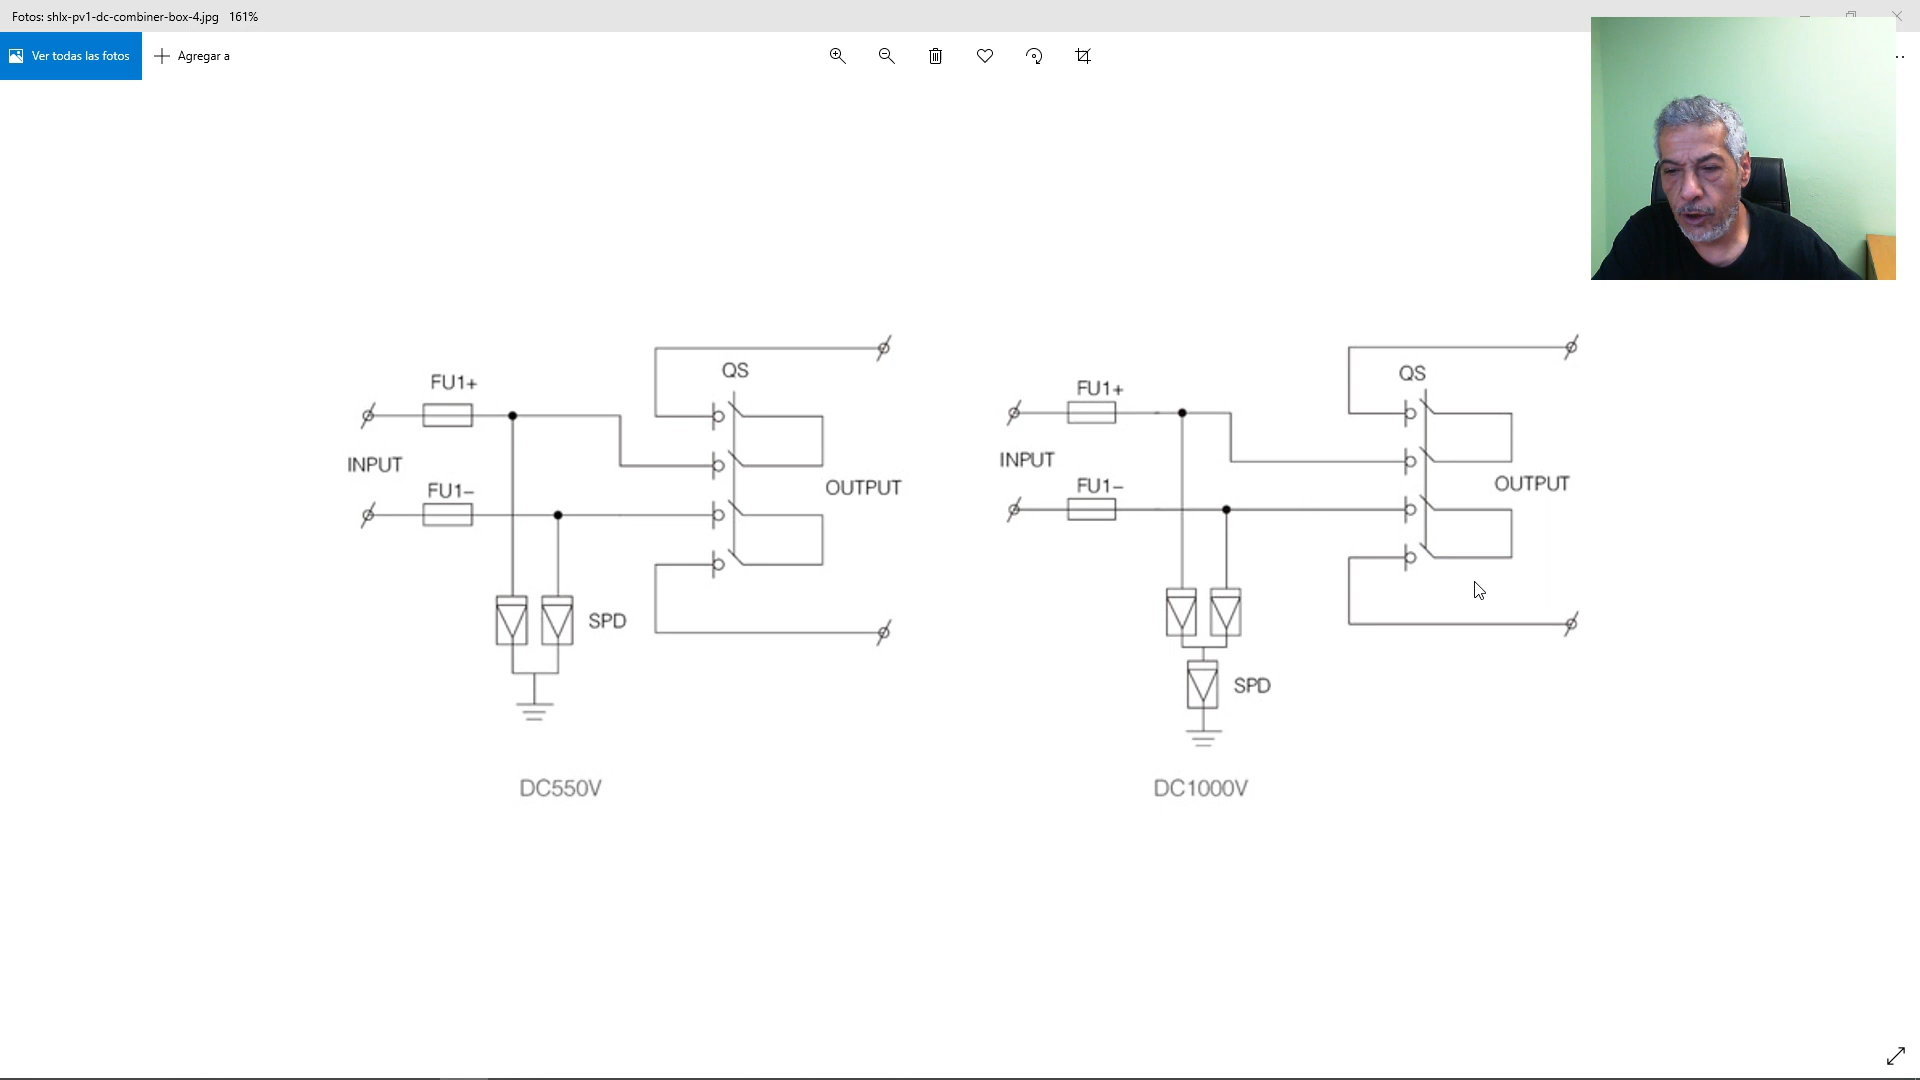 Fotos: shlx-pv1-dc-combiner-box-4.jpg 161%
Ver todas las fotos
Agregar a
QS
FU1+
INPUT
FU1−
OUTPUT
SPD
DC550V
QS
FU1+
INPUT
FU1−
OUTPUT
SPD
DC1000V